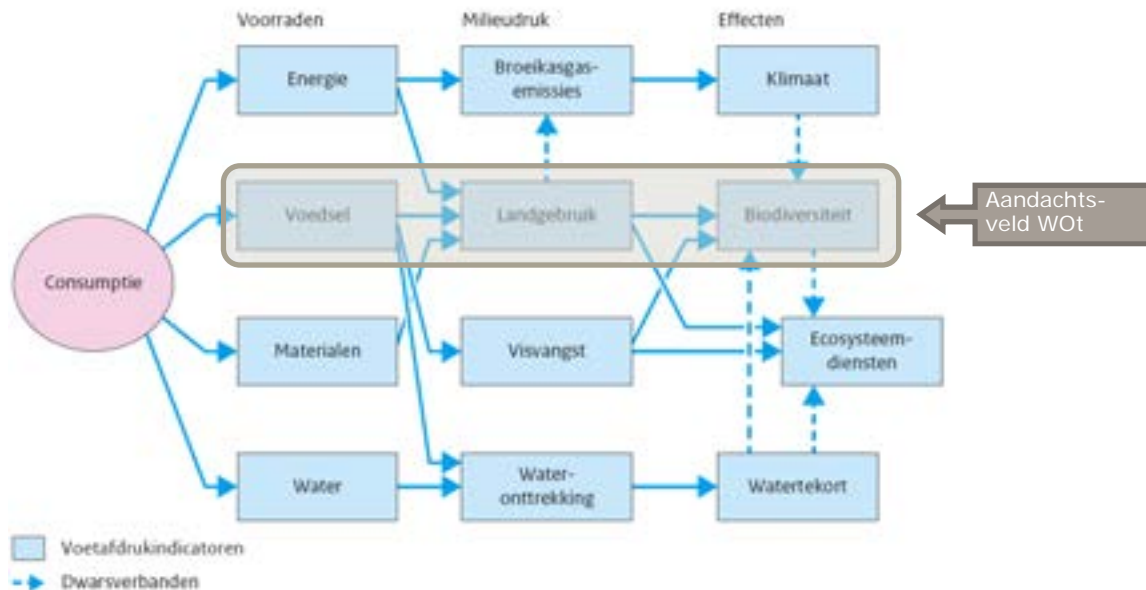 Voorraden
Milieudruk
Effecten
Energie
Broeikasgas-
emissies
Klimaat
Voedsel
Landgebruik
Biodiversiteit
Aandachts-
veld WOt
Consumptie
Materialen
Visvangst
Ecosysteem-
diensten
Water
Water-
onttrekking
Watertekort
Voetafdrukindicatoren
Dwarsverbanden